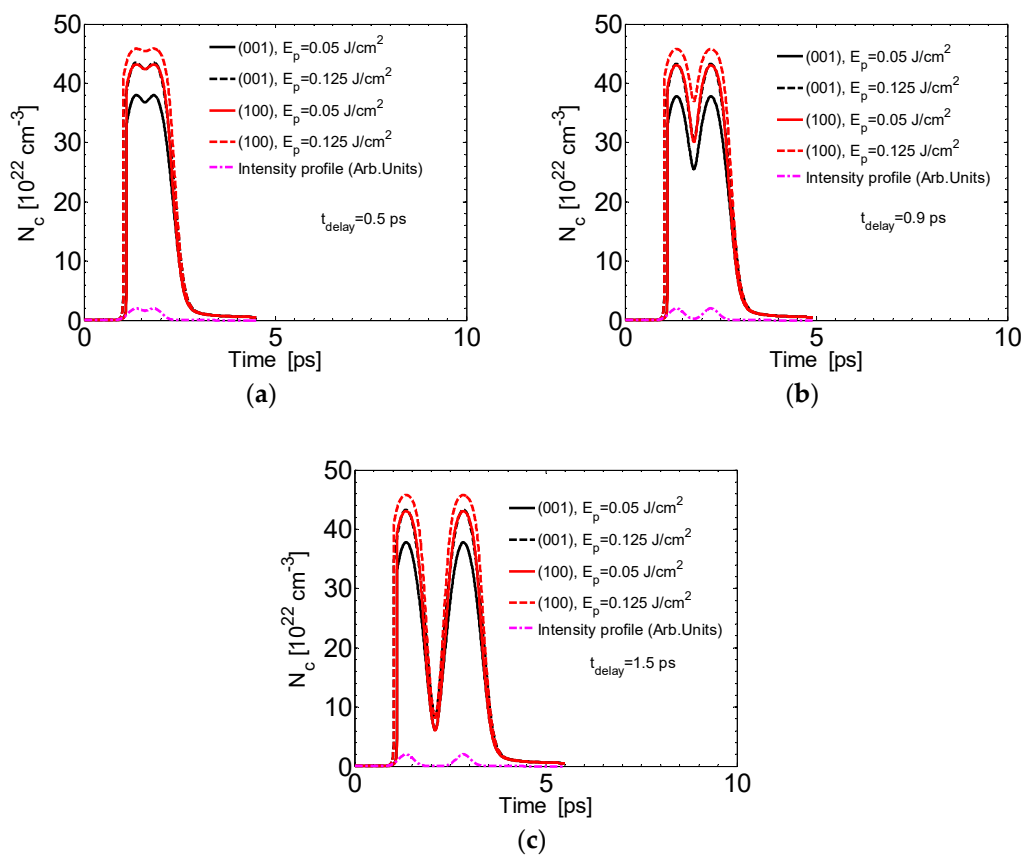 50
40
30
20
10
0
N_c [10^22 cm^-3]
(001), E_p=0.05 J/cm^2
(001), E_p=0.125 J/cm^2
(100), E_p=0.05 J/cm^2
(100), E_p=0.125 J/cm^2
Intensity profile (Arb.Units)
t_delay=0.5 ps
0 5 10
Time [ps]
(a)
50
40
30
20
10
0
N_c [10^22 cm^-3]
(001), E_p=0.05 J/cm^2
(001), E_p=0.125 J/cm^2
(100), E_p=0.05 J/cm^2
(100), E_p=0.125 J/cm^2
Intensity profile (Arb.Units)
t_delay=0.9 ps
0 5 10
Time [ps]
(b)
50
40
30
20
10
0
N_c [10^22 cm^-3]
(001), E_p=0.05 J/cm^2
(001), E_p=0.125 J/cm^2
(100), E_p=0.05 J/cm^2
(100), E_p=0.125 J/cm^2
Intensity profile (Arb.Units)
t_delay=1.5 ps
0 5 10
Time [ps]
(c)